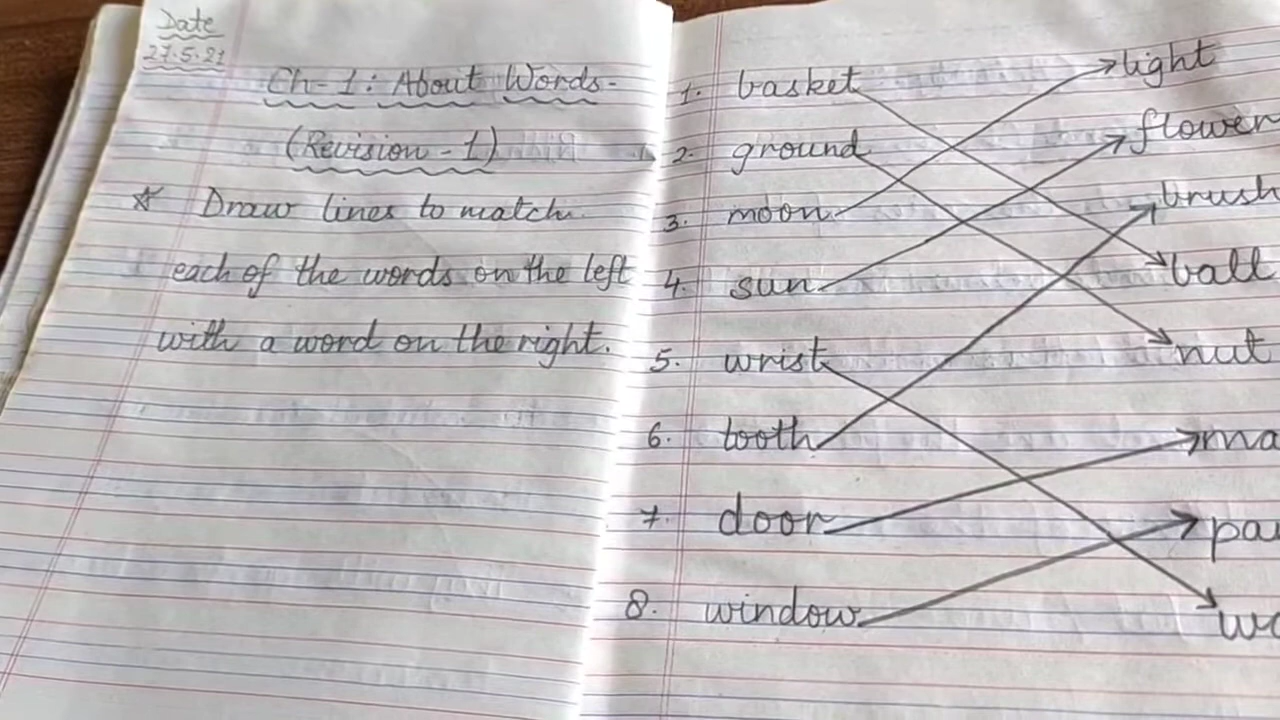 Date
27.5.21
Ch-1: About Words-
(Revision-1)
☆ Draw lines to match
each of the words on the left
with a word on the right.
1. basket light
2. ground flower
3. moon brush
4. sun ball
5. wrist nut
6. tooth
7. door
8. window